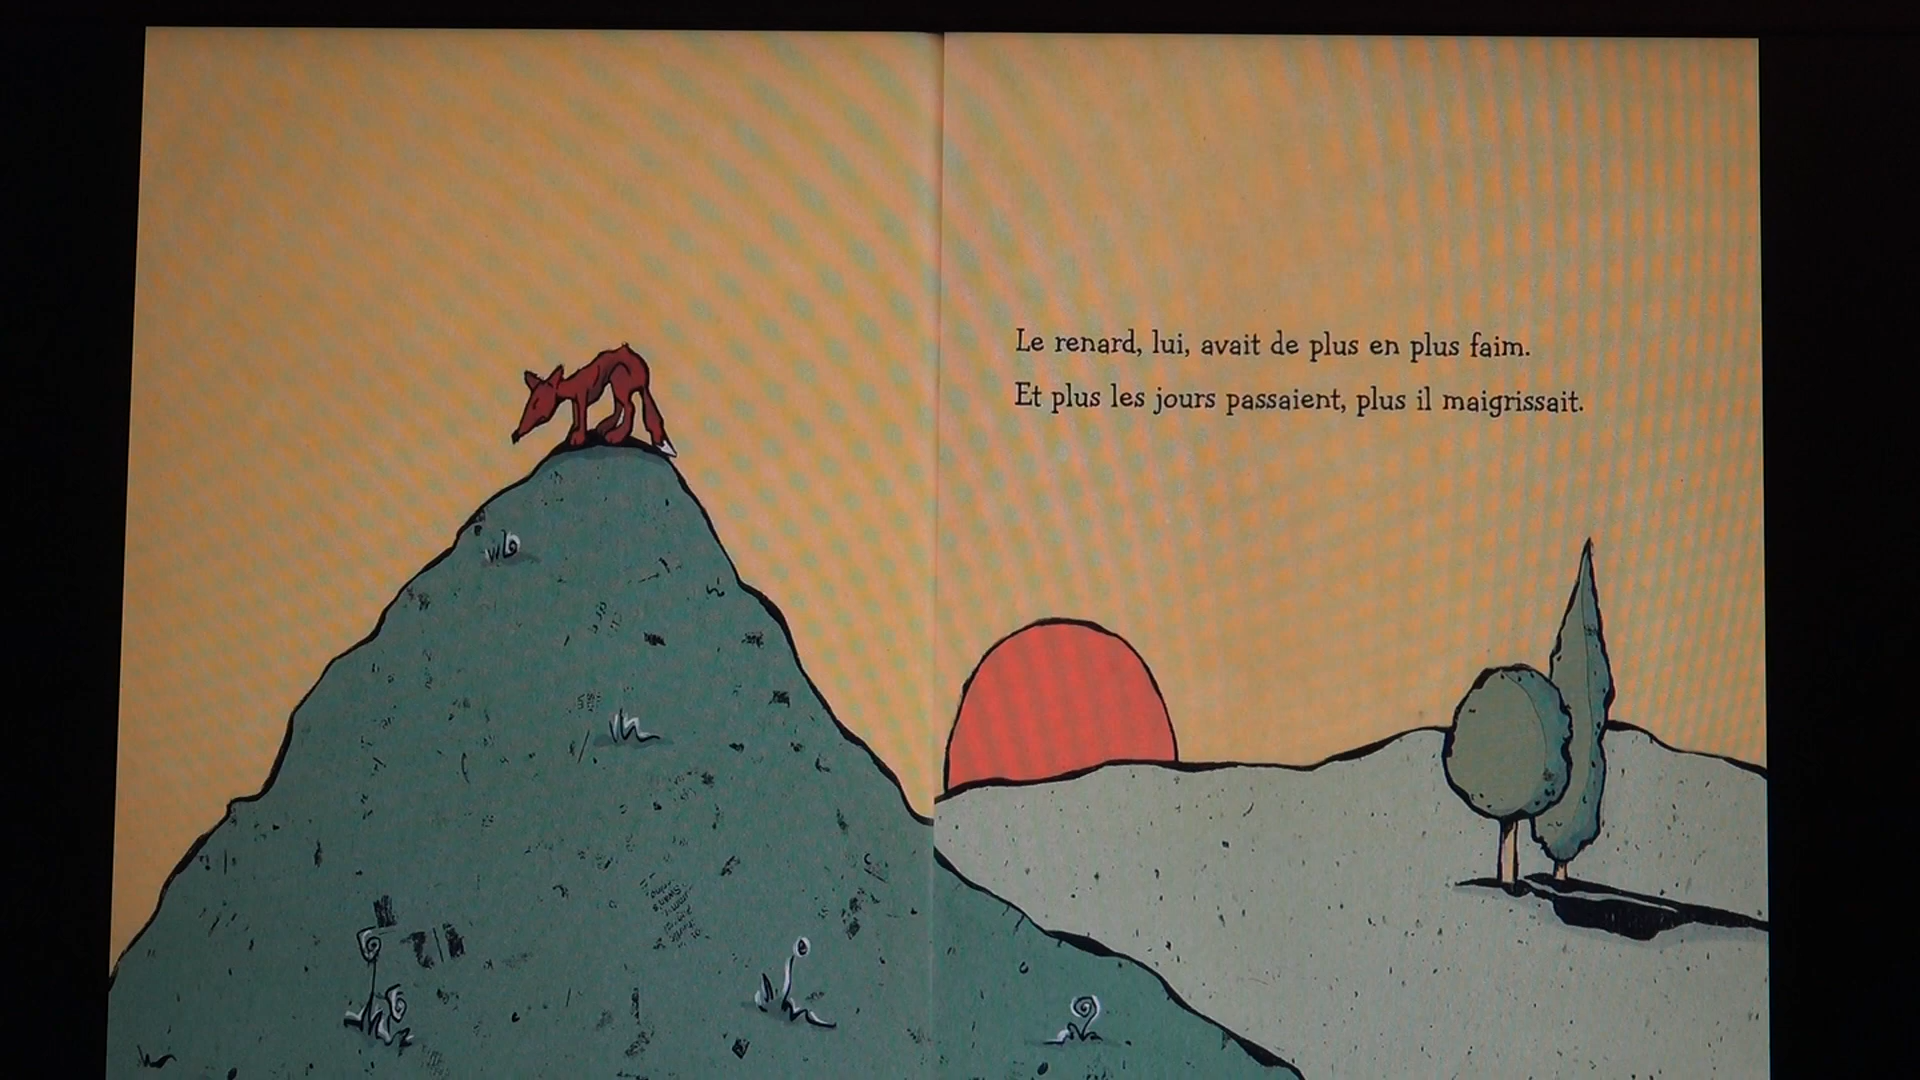 Le renard, lui, avait de plus en plus faim.
Et plus les jours passaient, plus il maigrissait.